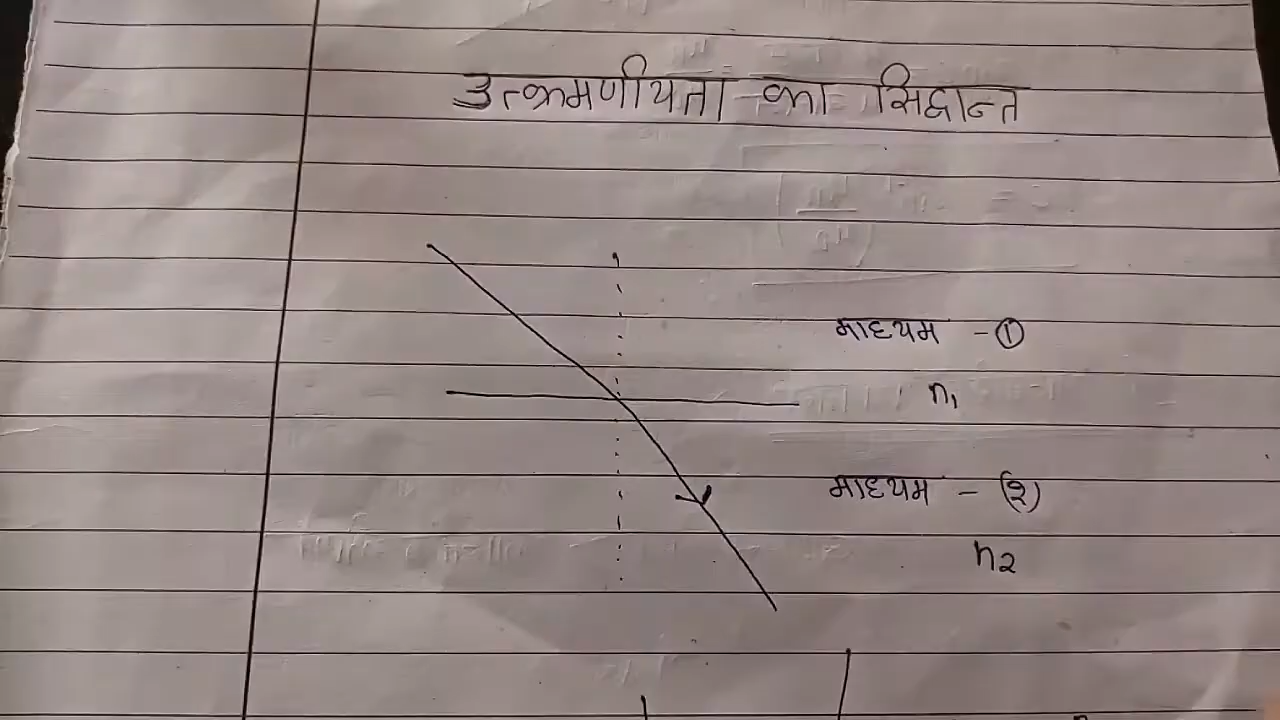 उत्क्रमणीयता का सिद्धान्त
माध्यम - ①
n₁
माध्यम - (२)
n₂